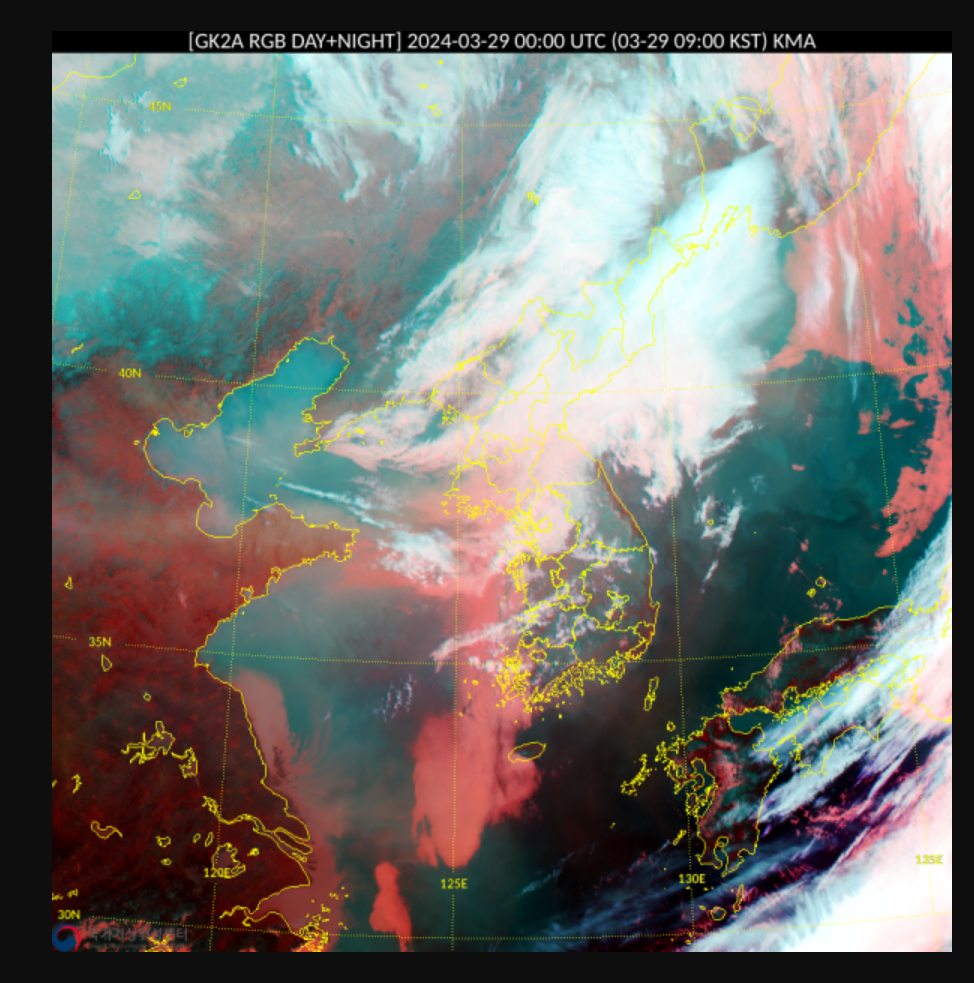 [GK2A RGB DAY+NIGHT] 2024-03-29 00:00 UTC (03-29 09:00 KST) KMA
45N
40N
35N
135E
120E
125E
130E
30N